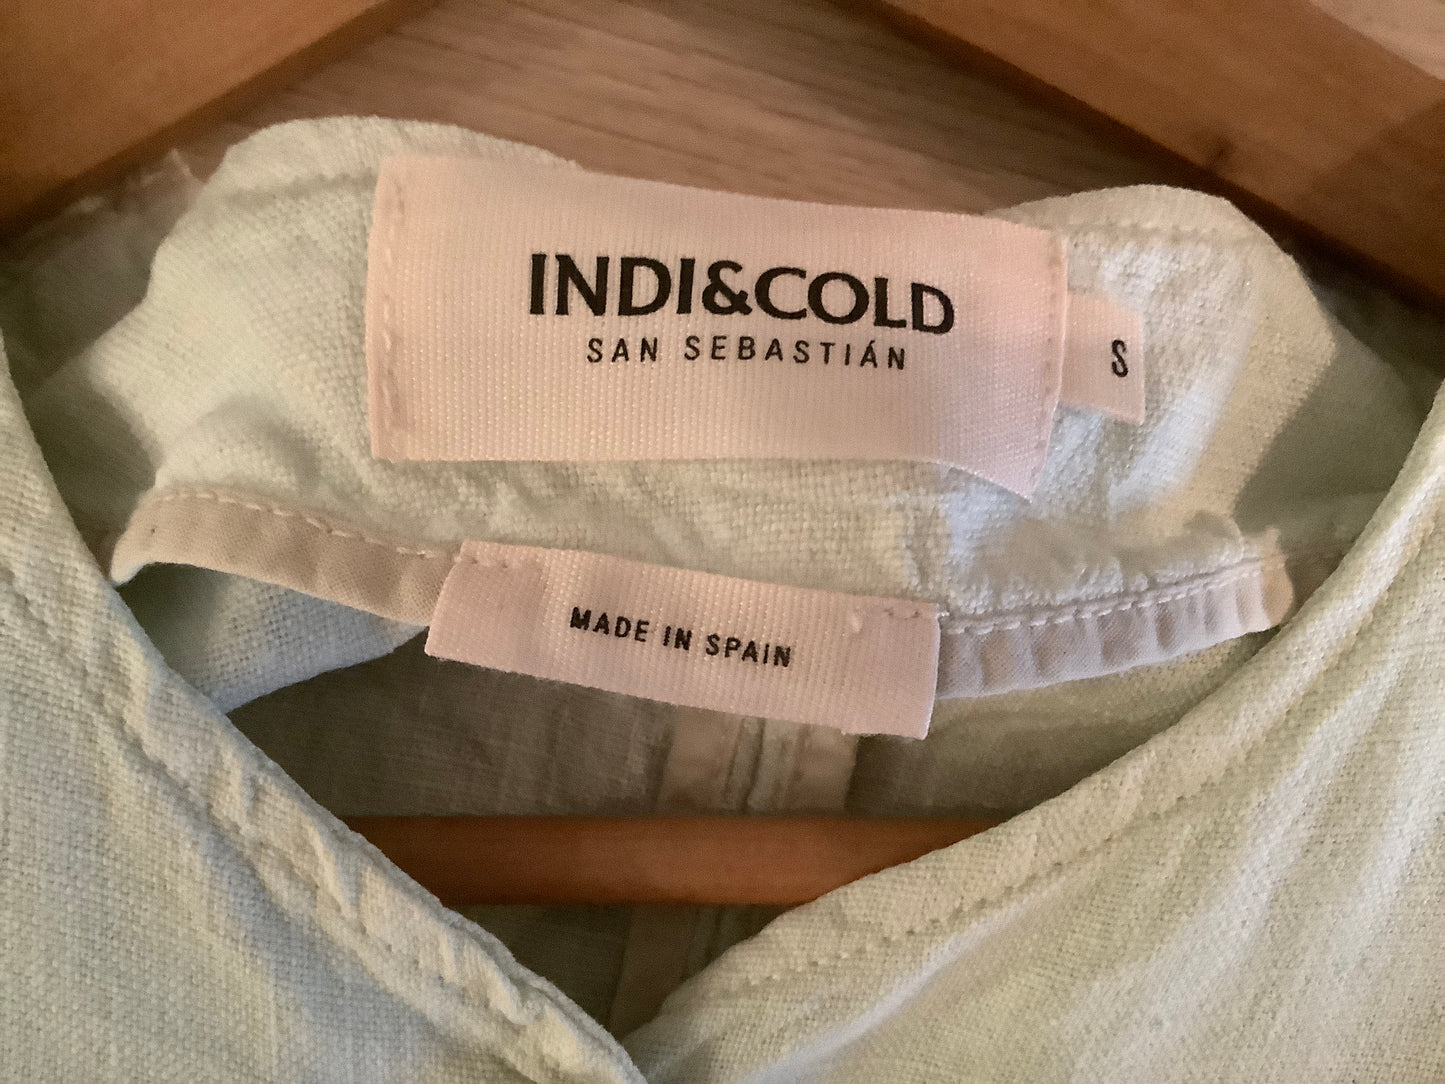 INDI&COLD
SAN SEBASTIÁN
S
MADE IN SPAIN